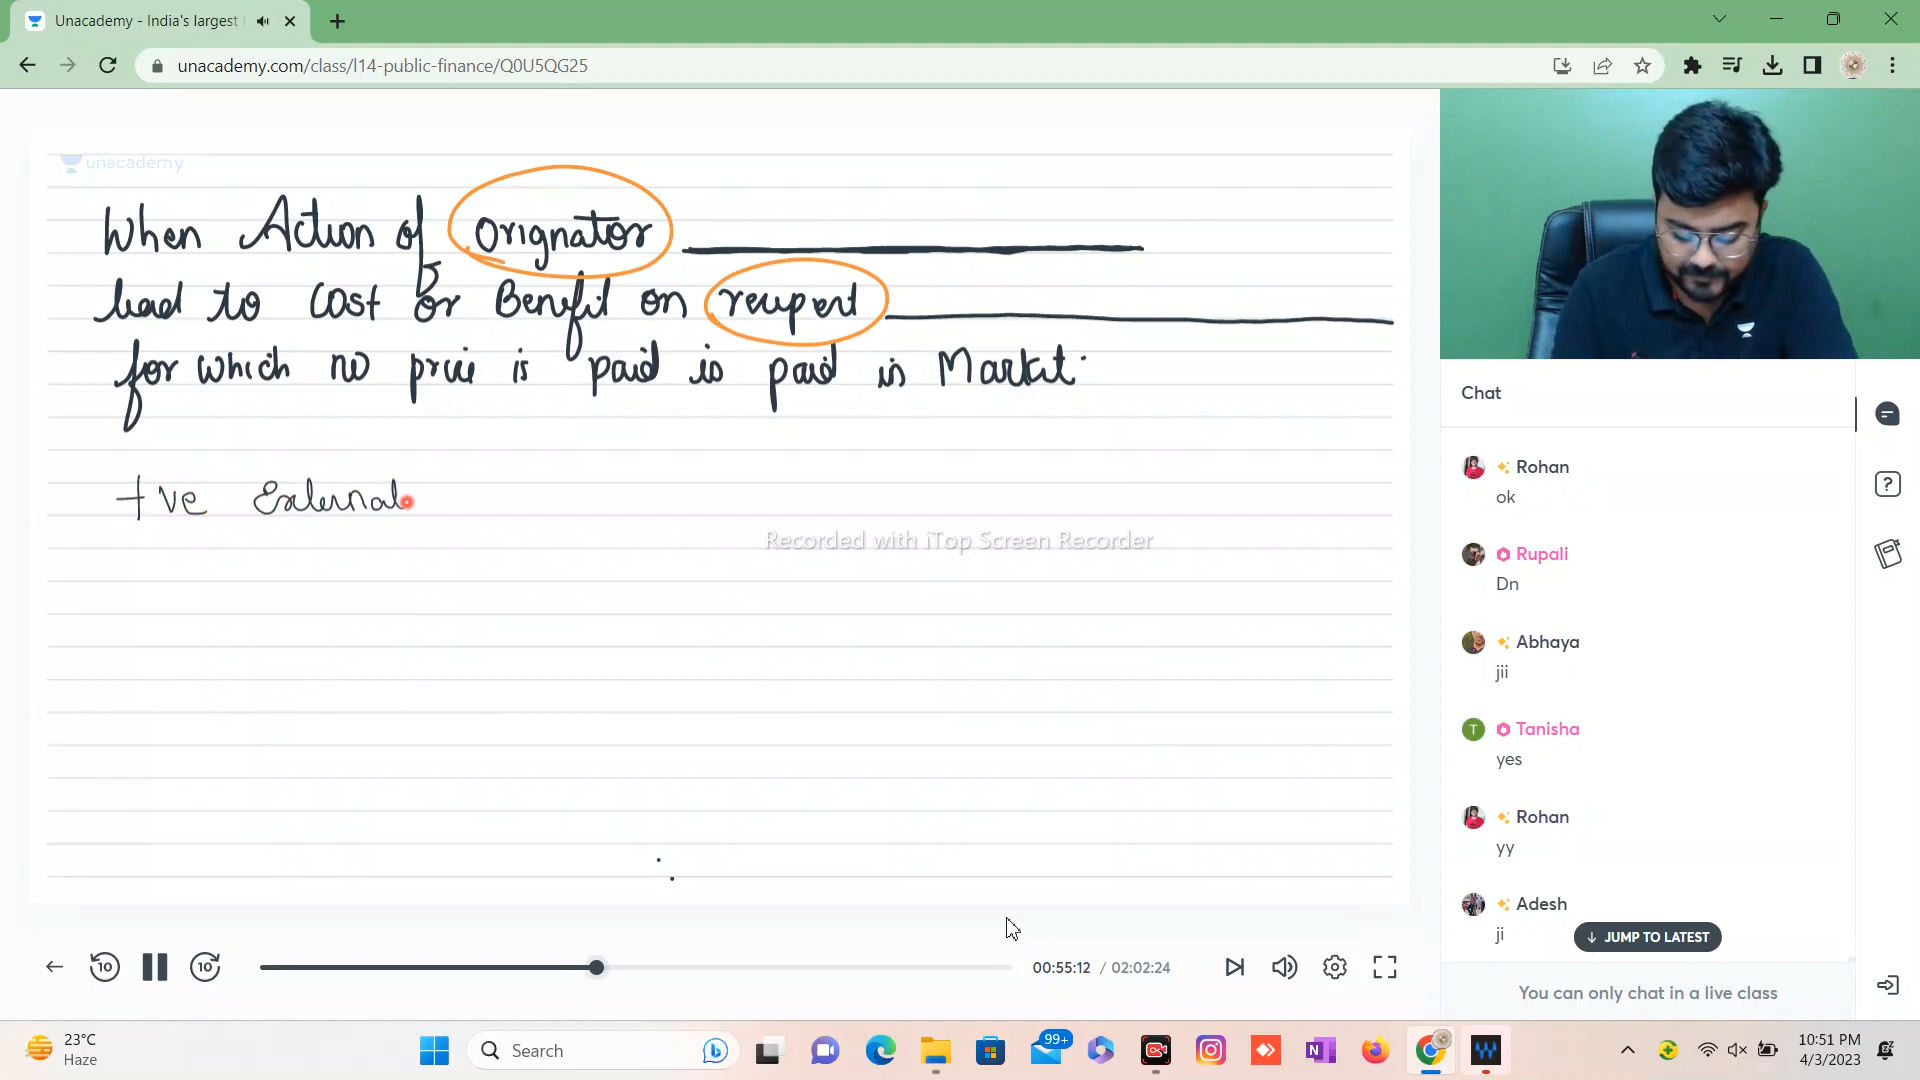 Unacademy - India's largest
unacademy.com/class/l14-public-finance/Q0U5QG25
unacademy
When Action of Orignator
lead to Cost or Benefit on
for which no price is paid is paid in Market.
+ve External
Recorded with iTop Screen Recorder
10
10
00:55:12 / 02:02:24
Chat
Rohan
ok
Rupali
Dn
Abhaya
jii
T Tanisha
yes
Rohan
yy
Adesh
ji
JUMP TO LATEST
You can only chat in a live class
23°C
Haze
Search
99+
10:51 PM
4/3/2023